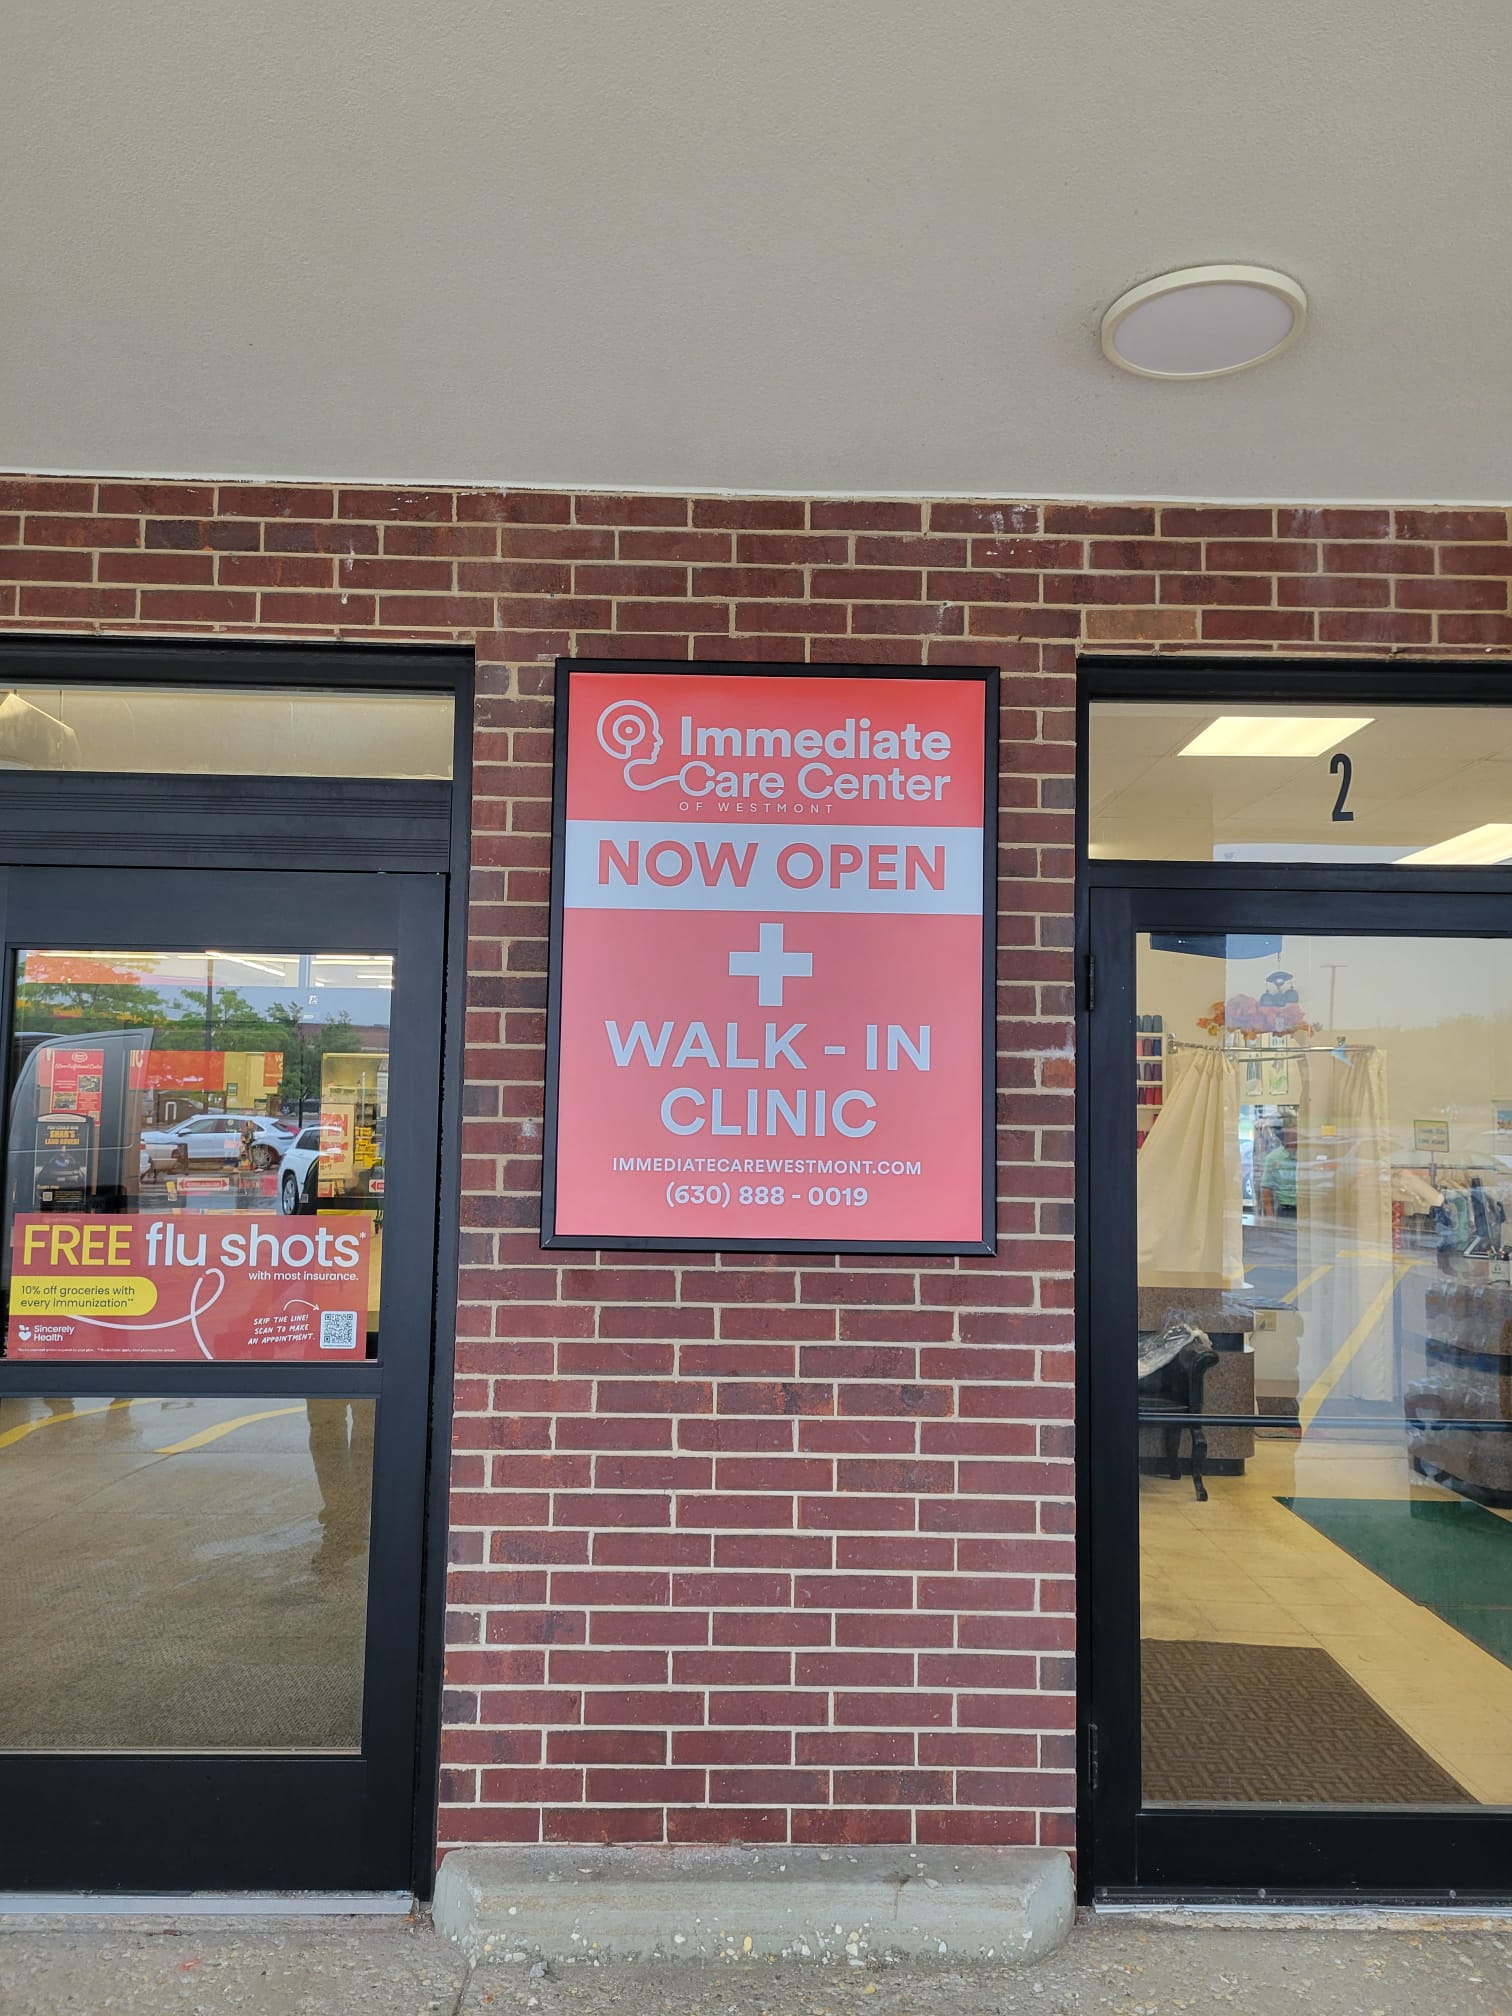 Immediate
Care Center
OF WESTMONT
NOW OPEN
WALK - IN
CLINIC
IMMEDIATECAREWESTMONT.COM
(630) 888 - 0019
2
FREE flu shots*
with most insurance.
10% off groceries with
every immunization**
Sincerely
Health
SKIP THE LINE!
SCAN TO MAKE
AN APPOINTMENT.